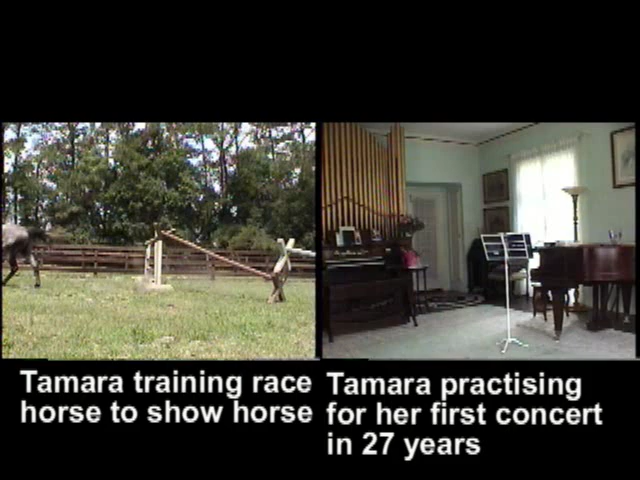 Tamara training race
horse to show horse
Tamara practising
for her first concert
in 27 years